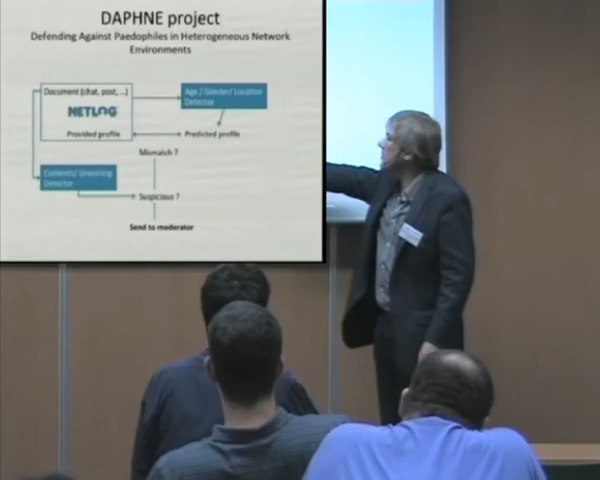 DAPHNE project
Defending Against Paedophiles in Heterogeneous Network
Environments
Document (chat, post, ...)
NETLOG
Provided profile
Age / Gender/ Location
Detector
Predicted profile
Mismatch ?
Contents/ Grooming
Detector
Suspicious ?
Send to moderator